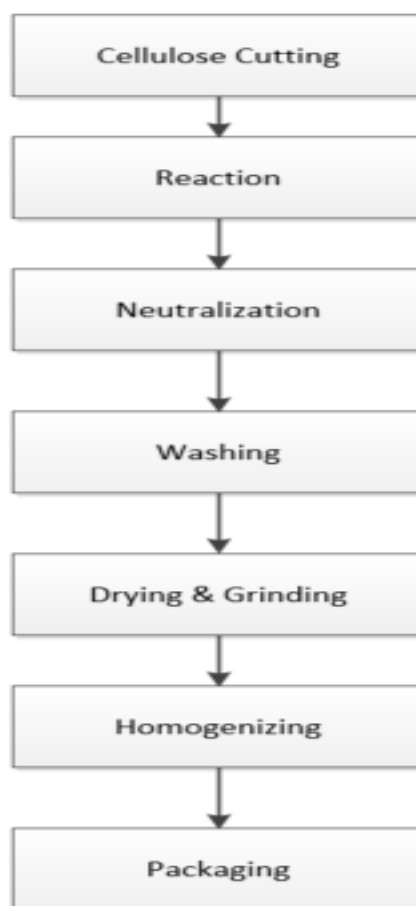 Cellulose Cutting
Reaction
Neutralization
Washing
Drying & Grinding
Homogenizing
Packaging